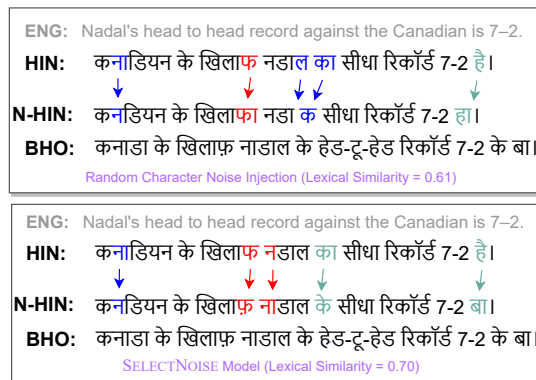 ENG: Nadal's head to head record against the Canadian is 7–2.
HIN: कनाडियन के खिलाफ नडाल का सीधा रिकॉर्ड 7-2 है।
N-HIN: कनडियन के खिलाफा नडा क सीधा रिकॉर्ड 7-2 हा।
BHO: कनाडा के खिलाफ़ नाडाल के हेड-टू-हेड रिकॉर्ड 7-2 के बा।
Random Character Noise Injection (Lexical Similarity = 0.61)
ENG: Nadal's head to head record against the Canadian is 7–2.
HIN: कनाडियन के खिलाफ नडाल का सीधा रिकॉर्ड 7-2 है।
N-HIN: कनडियन के खिलाफ़ नाडाल के सीधा रिकॉर्ड 7-2 बा।
BHO: कनाडा के खिलाफ़ नाडाल के हेड-टू-हेड रिकॉर्ड 7-2 के बा।
SELECTNOISE Model (Lexical Similarity = 0.70)